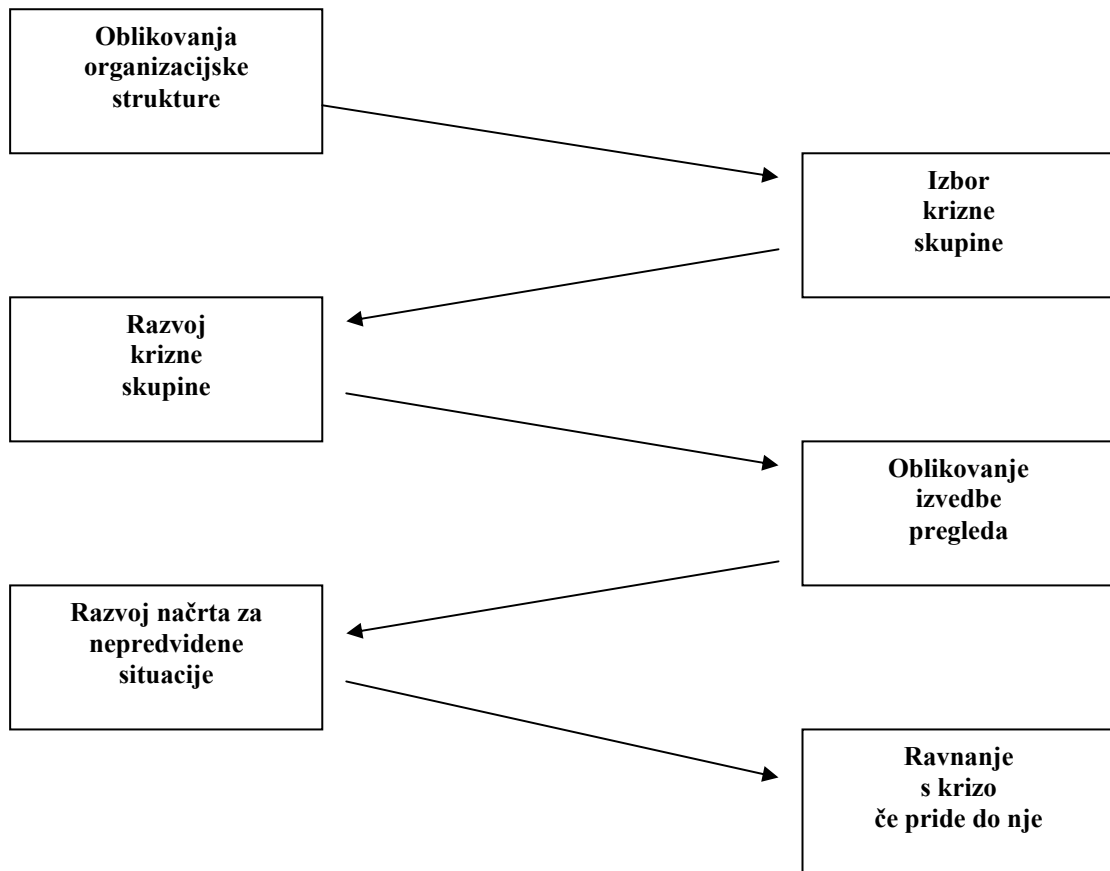 Oblikovanja
organizacijske
strukture
Izbor
krizne
skupine
Razvoj
krizne
skupine
Oblikovanje
izvedbe
pregleda
Razvoj načrta za
nepredvidene
situacije
Ravnanje
s krizo
če pride do nje